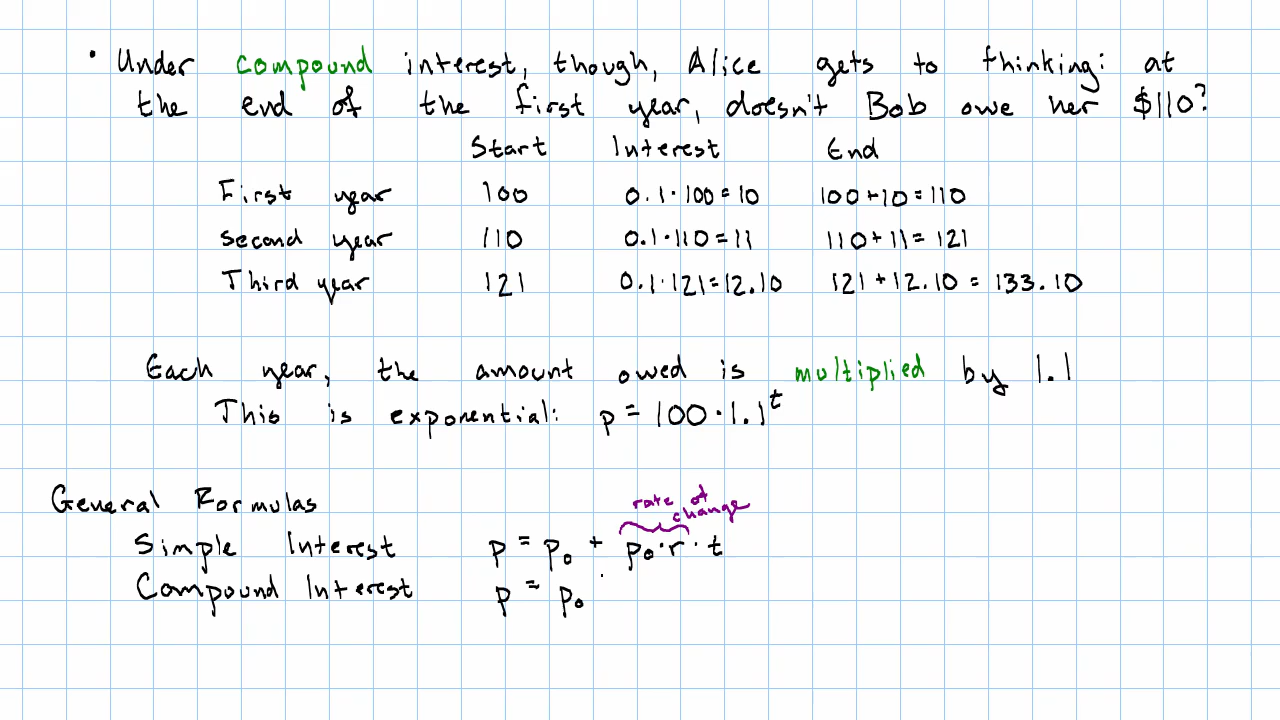 • Under compound interest, though, Alice gets to thinking: at
the end of the first year, doesn't Bob owe her $110?
Start Interest End
First year 100 0.1·100=10 100+10=110
Second year 110 0.1·110=11 110+11=121
Third year 121 0.1·121=12.10 121+12.10=133.10
Each year, the amount owed is multiplied by 1.1
This is exponential: p = 100·1.1^t
General Formulas
rate of
change
Simple Interest p = p₀ + p₀·r·t
Compound Interest p = p₀